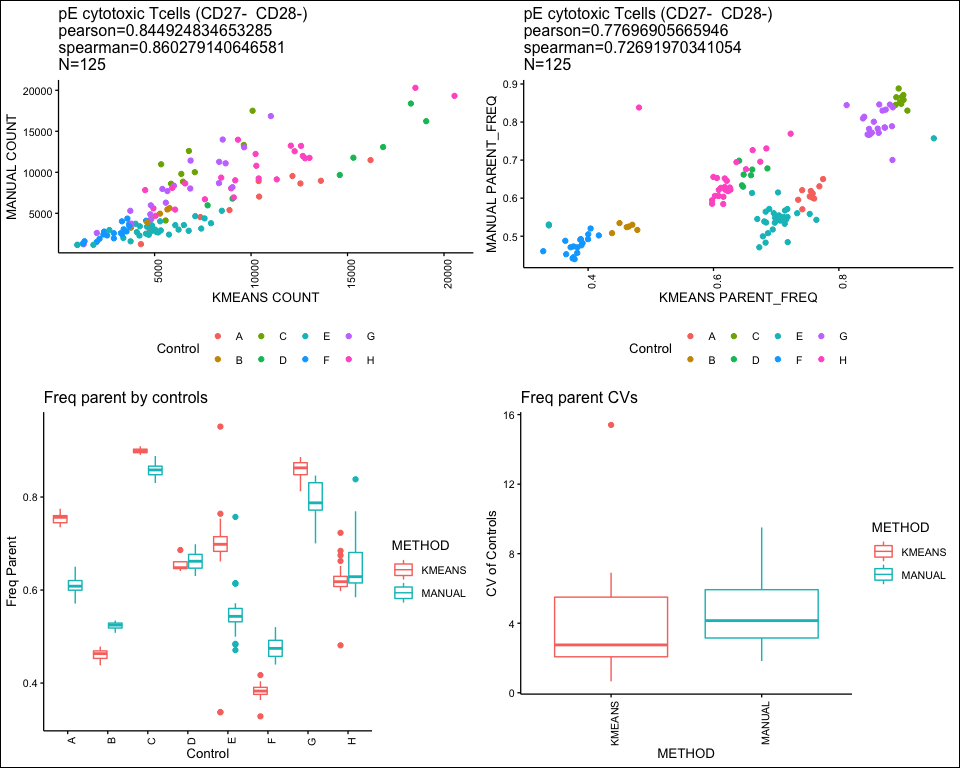 pE cytotoxic Tcells (CD27-  CD28-)
pearson=0.844924834653285
spearman=0.860279140646581
N=125
MANUAL COUNT
20000
15000
10000
5000
5000
10000
15000
20000
KMEANS COUNT
Control
A
C
E
G
B
D
F
H
pE cytotoxic Tcells (CD27-  CD28-)
pearson=0.77696905665946
spearman=0.72691970341054
N=125
MANUAL PARENT_FREQ
0.9
0.8
0.7
0.6
0.5
0.4
0.6
0.8
KMEANS PARENT_FREQ
Control
A
C
E
G
B
D
F
H
Freq parent by controls
Freq Parent
0.8
0.6
0.4
A
B
C
D
E
F
G
H
Control
METHOD
KMEANS
MANUAL
Freq parent CVs
CV of Controls
16
12
8
4
0
KMEANS
MANUAL
METHOD
METHOD
KMEANS
MANUAL